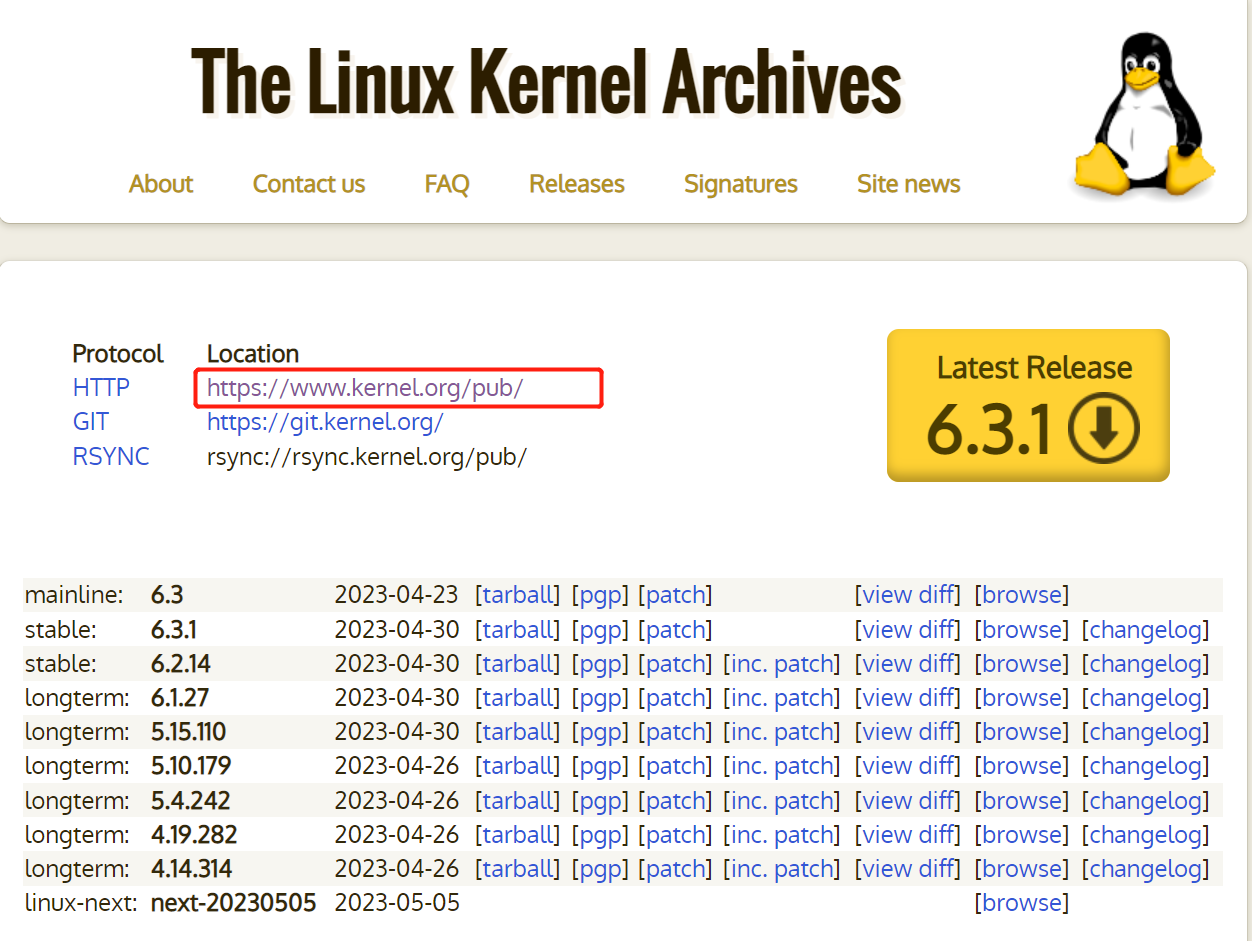 The Linux Kernel Archives
About Contact us FAQ Releases Signatures Site news
Protocol Location
HTTP https://www.kernel.org/pub/
GIT https://git.kernel.org/
RSYNC rsync://rsync.kernel.org/pub/
Latest Release
6.3.1
mainline: 6.3 2023-04-23 [tarball] [pgp] [patch] [view diff] [browse]
stable: 6.3.1 2023-04-30 [tarball] [pgp] [patch] [view diff] [browse] [changelog]
stable: 6.2.14 2023-04-30 [tarball] [pgp] [patch] [inc. patch] [view diff] [browse] [changelog]
longterm: 6.1.27 2023-04-30 [tarball] [pgp] [patch] [inc. patch] [view diff] [browse] [changelog]
longterm: 5.15.110 2023-04-30 [tarball] [pgp] [patch] [inc. patch] [view diff] [browse] [changelog]
longterm: 5.10.179 2023-04-26 [tarball] [pgp] [patch] [inc. patch] [view diff] [browse] [changelog]
longterm: 5.4.242 2023-04-26 [tarball] [pgp] [patch] [inc. patch] [view diff] [browse] [changelog]
longterm: 4.19.282 2023-04-26 [tarball] [pgp] [patch] [inc. patch] [view diff] [browse] [changelog]
longterm: 4.14.314 2023-04-26 [tarball] [pgp] [patch] [inc. patch] [view diff] [browse] [changelog]
linux-next: next-20230505 2023-05-05 [browse]